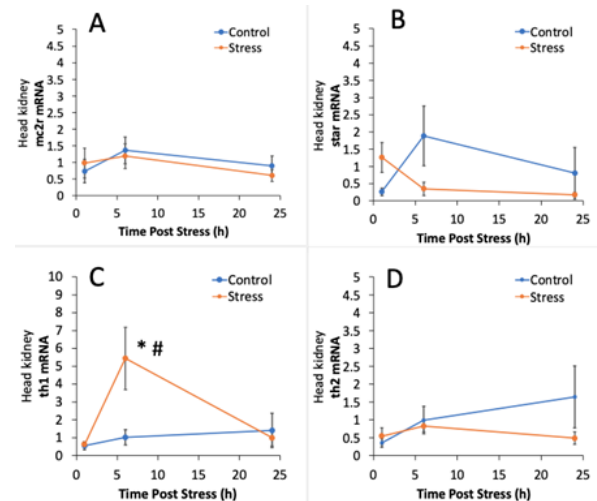 A
Control
Stress
Head kidney
mc2r mRNA
5
4.5
4
3.5
3
2.5
2
1.5
1
0.5
0
0 5 10 15 20 25
Time Post Stress (h)
B
Control
Stress
Head kidney
star mRNA
5
4.5
4
3.5
3
2.5
2
1.5
1
0.5
0
0 5 10 15 20 25
Time Post Stress (h)
C
Control
Stress
Head kidney
th1 mRNA
10
9
8
7
6
5
4
3
2
1
0
* #
0 5 10 15 20 25
Time Post Stress (h)
D
Control
Stress
Head kidney
th2 mRNA
5
4.5
4
3.5
3
2.5
2
1.5
1
0.5
0
0 5 10 15 20 25
Time Post Stress (h)